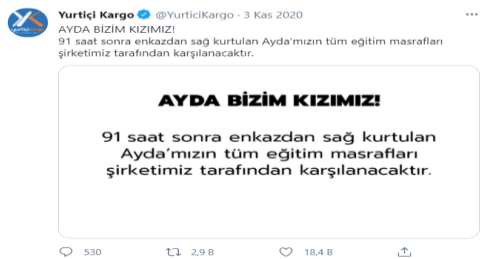 Yurtiçi Kargo @YurticiKargo · 3 Kas 2020
AYDA BİZİM KIZIMIZ!
91 saat sonra enkazdan sağ kurtulan Ayda'mızın tüm eğitim masrafları
şirketimiz tarafından karşılanacaktır.
AYDA BİZİM KIZIMIZ!
91 saat sonra enkazdan sağ kurtulan
Ayda'mızın tüm eğitim masrafları
şirketimiz tarafından karşılanacaktır.
530 2,9 B 18,4 B